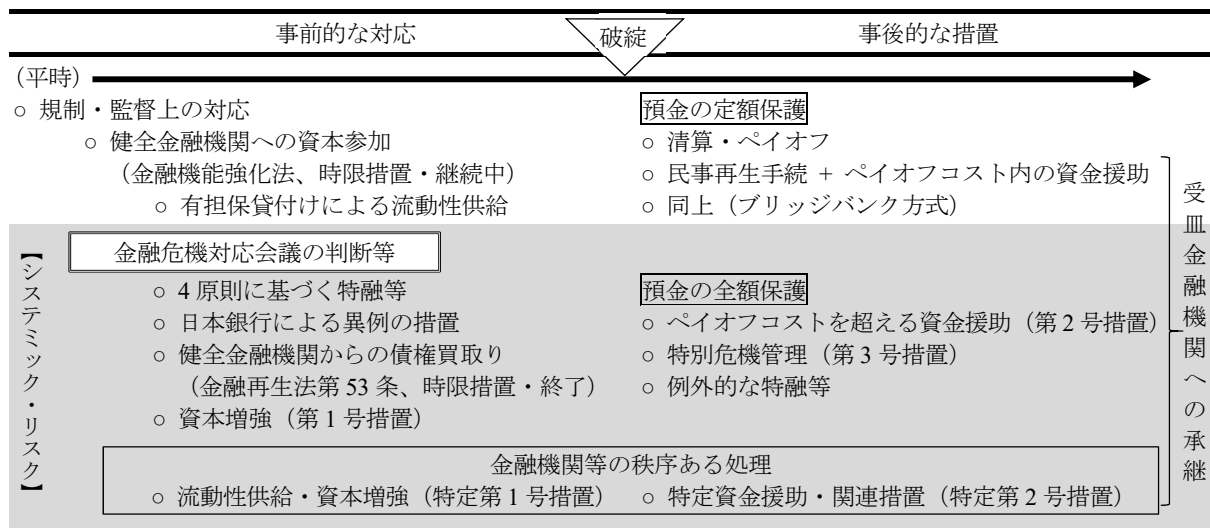 事前的な対応
破綻
事後的な措置
(平時)
○ 規制・監督上の対応
○ 健全金融機関への資本参加
(金融機能強化法、時限措置・継続中)
○ 有担保貸付けによる流動性供給
預金の定額保護
○ 清算・ペイオフ
○ 民事再生手続 + ペイオフコスト内の資金援助
○ 同上(ブリッジバンク方式)
【システミック・リスク】
金融危機対応会議の判断等
○ 4 原則に基づく特融等
○ 日本銀行による異例の措置
○ 健全金融機関からの債権買取り
(金融再生法第 53 条、時限措置・終了)
○ 資本増強(第 1 号措置)
預金の全額保護
○ ペイオフコストを超える資金援助(第 2 号措置)
○ 特別危機管理(第 3 号措置)
○ 例外的な特融等
金融機関等の秩序ある処理
○ 流動性供給・資本増強(特定第 1 号措置)
○ 特定資金援助・関連措置(特定第 2 号措置)
受皿金融機関への承継